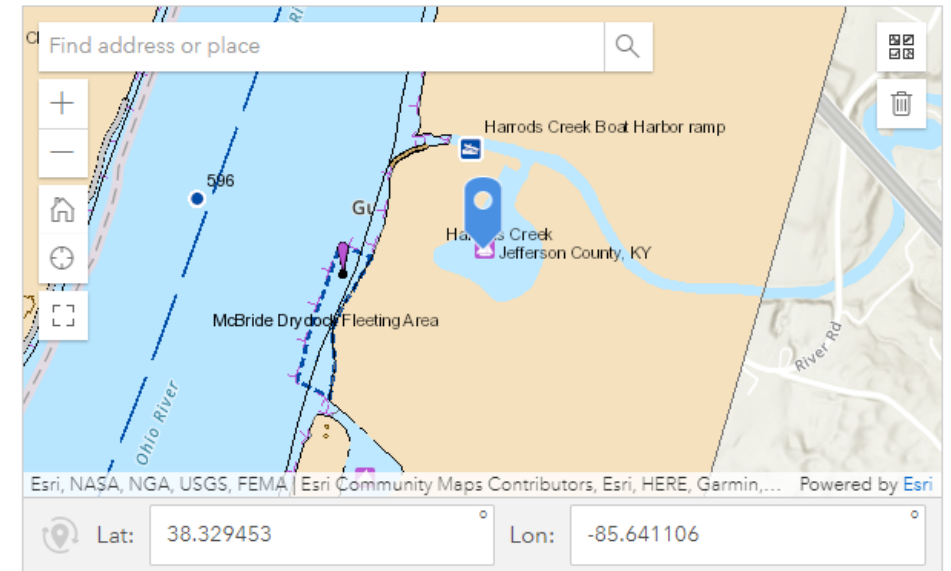 Find address or place
Harrods Creek Boat Harbor ramp
596
Creek
Jefferson County, KY
McBride Drydock Fleeting Area
River Rd
Ohio River
Esri, NASA, NGA, USGS, FEMA | Esri Community Maps Contributors, Esri, HERE, Garmin,... Powered by Esri
Lat: 38.329453 ° Lon: -85.641106 °